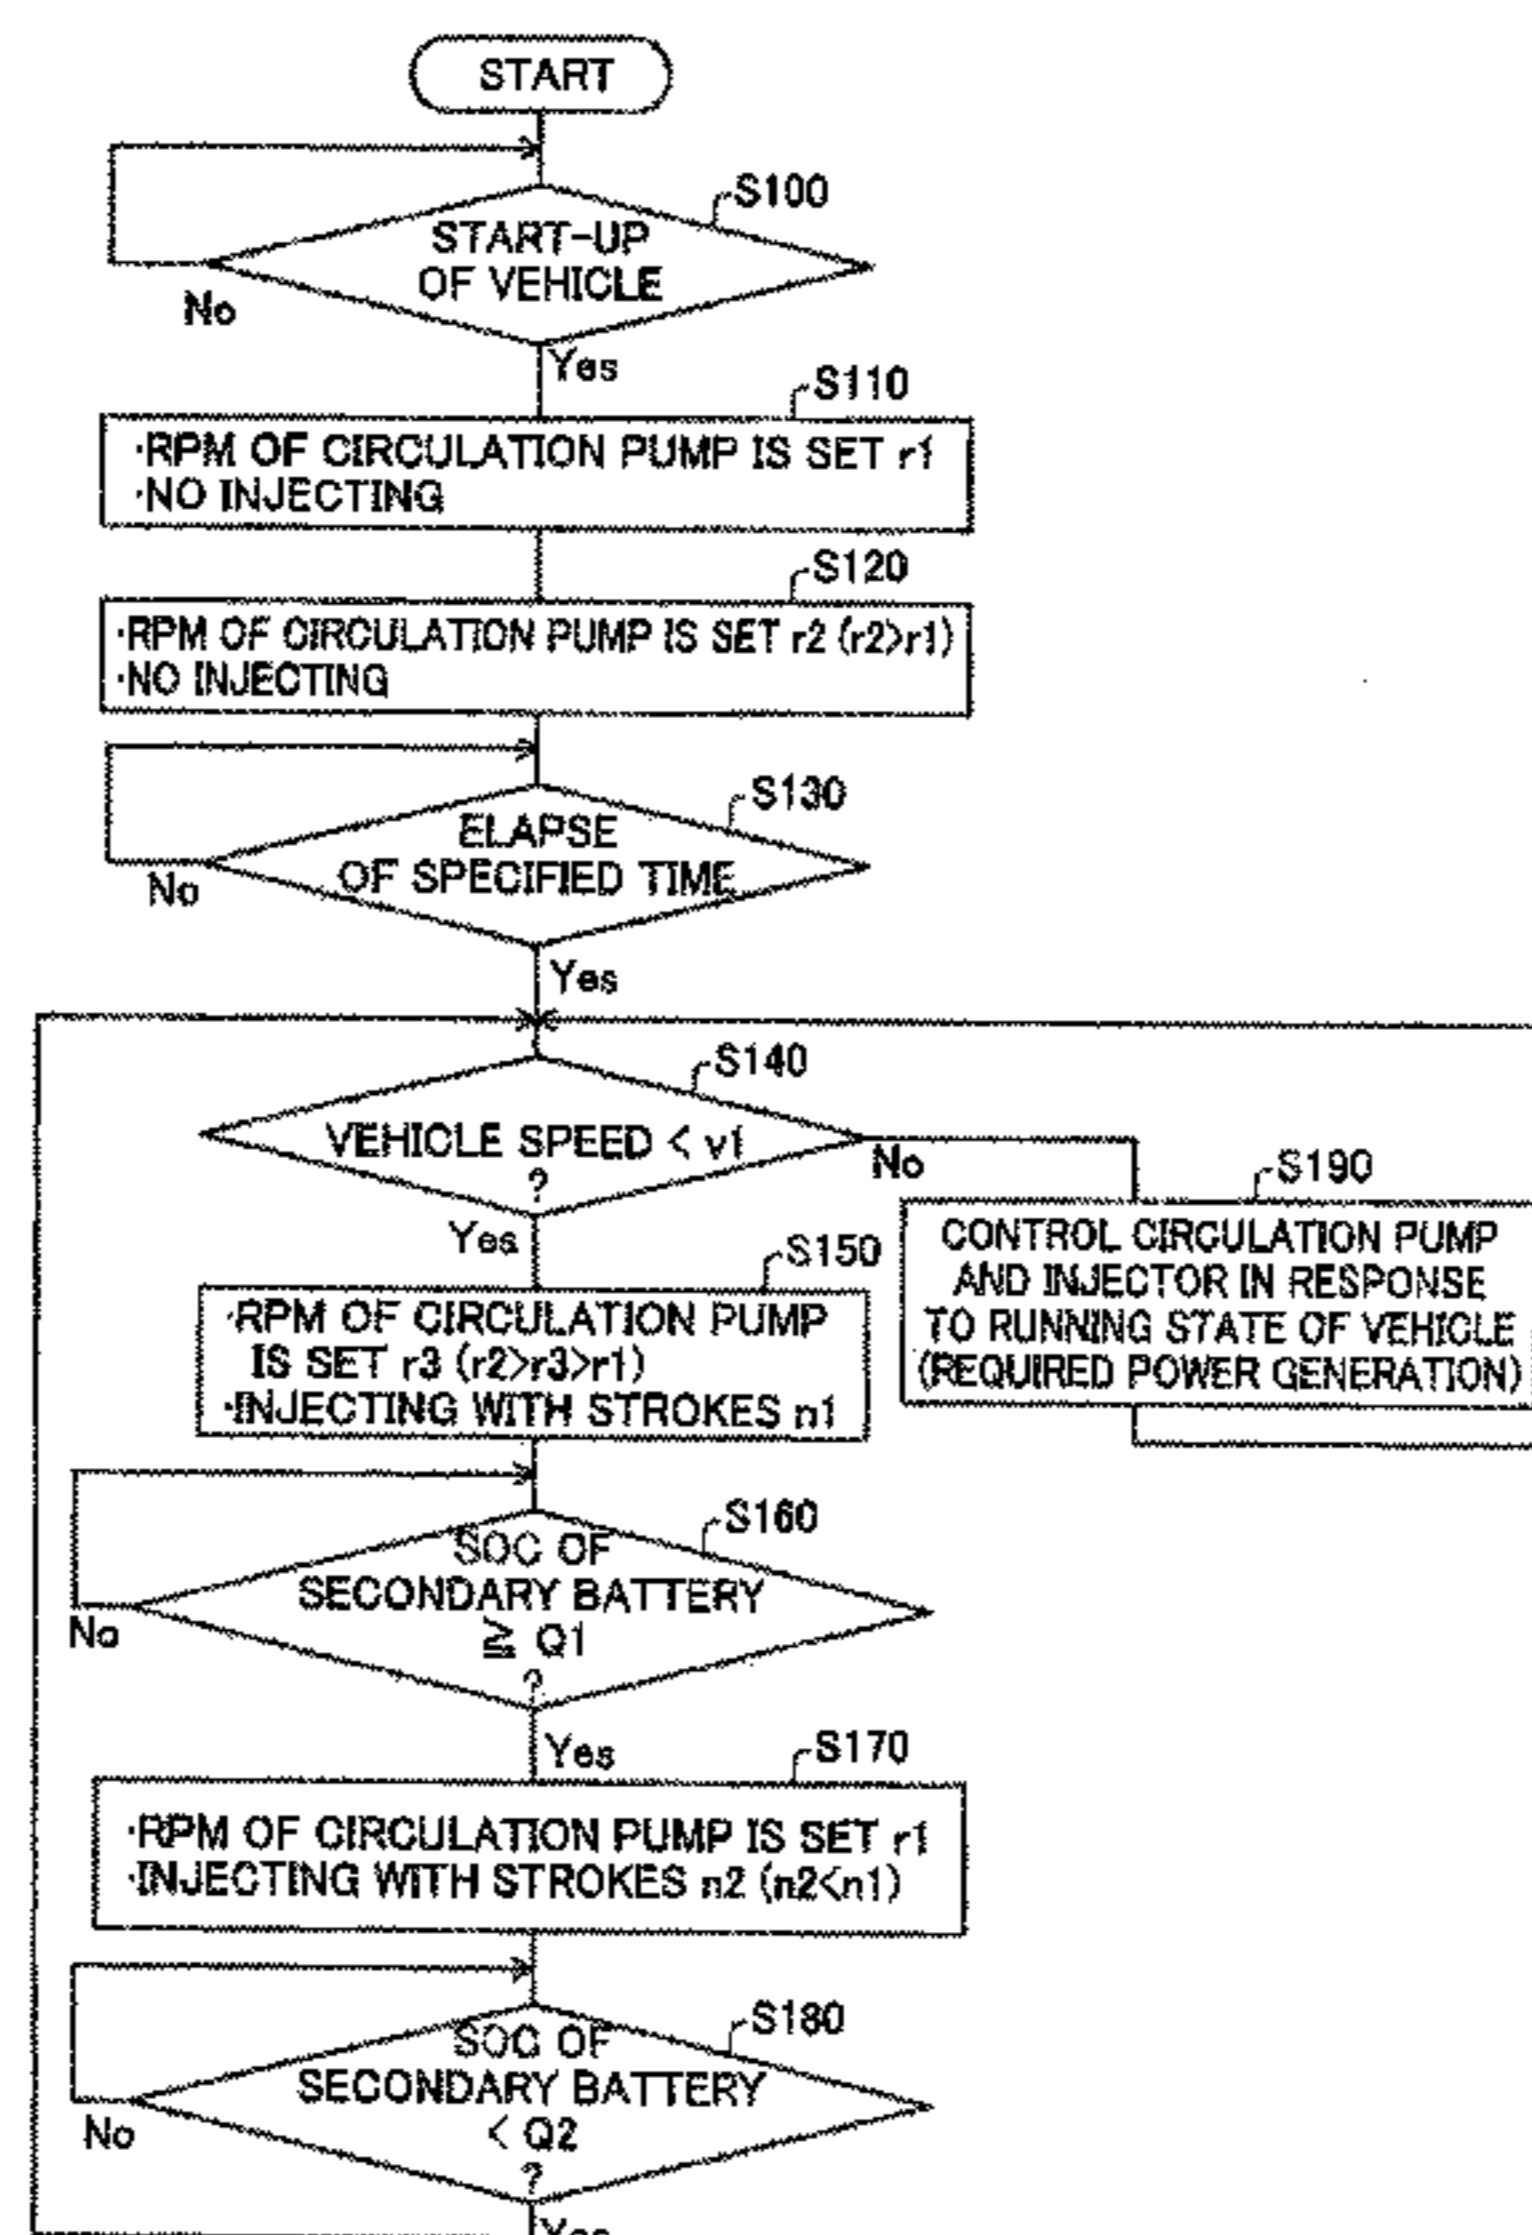 START
S100
START-UP
OF VEHICLE
No
Yes
S110
·RPM OF CIRCULATION PUMP IS SET r1
·NO INJECTING
S120
·RPM OF CIRCULATION PUMP IS SET r2 (r2>r1)
·NO INJECTING
S130
ELAPSE
OF SPECIFIED TIME
No
Yes
S140
VEHICLE SPEED < v1
?
No
Yes
S190
CONTROL CIRCULATION PUMP
AND INJECTOR IN RESPONSE
TO RUNNING STATE OF VEHICLE
(REQUIRED POWER GENERATION)
S150
·RPM OF CIRCULATION PUMP
IS SET r3 (r2>r3>r1)
·INJECTING WITH STROKES n1
S160
SOC OF
SECONDARY BATTERY
≧ Q1
?
No
Yes
S170
·RPM OF CIRCULATION PUMP IS SET r1
·INJECTING WITH STROKES n2 (n2<n1)
S180
SOC OF
SECONDARY BATTERY
< Q2
?
No
Yes